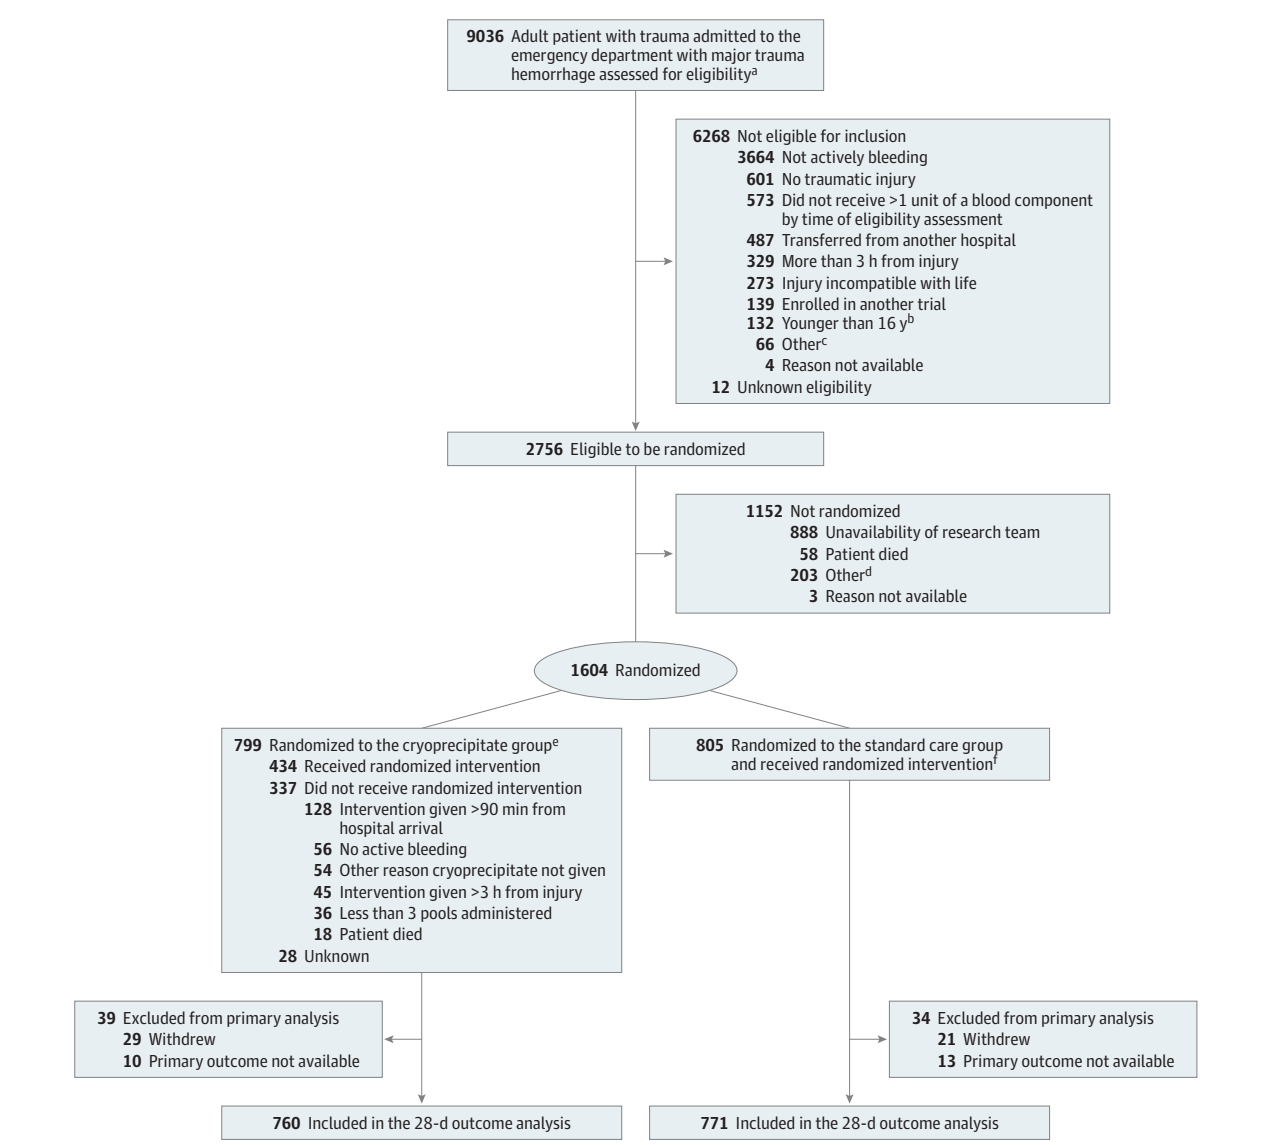 9036 Adult patient with trauma admitted to the
emergency department with major trauma
hemorrhage assessed for eligibilitya
6268 Not eligible for inclusion
3664 Not actively bleeding
601 No traumatic injury
573 Did not receive >1 unit of a blood component
by time of eligibility assessment
487 Transferred from another hospital
329 More than 3 h from injury
273 Injury incompatible with life
139 Enrolled in another trial
132 Younger than 16 yb
66 Otherc
4 Reason not available
12 Unknown eligibility
2756 Eligible to be randomized
1152 Not randomized
888 Unavailability of research team
58 Patient died
203 Otherd
3 Reason not available
1604 Randomized
799 Randomized to the cryoprecipitate groupe
434 Received randomized intervention
337 Did not receive randomized intervention
128 Intervention given >90 min from
hospital arrival
56 No active bleeding
54 Other reason cryoprecipitate not given
45 Intervention given >3 h from injury
36 Less than 3 pools administered
18 Patient died
28 Unknown
805 Randomized to the standard care group
and received randomized interventionf
39 Excluded from primary analysis
29 Withdrew
10 Primary outcome not available
34 Excluded from primary analysis
21 Withdrew
13 Primary outcome not available
760 Included in the 28-d outcome analysis
771 Included in the 28-d outcome analysis